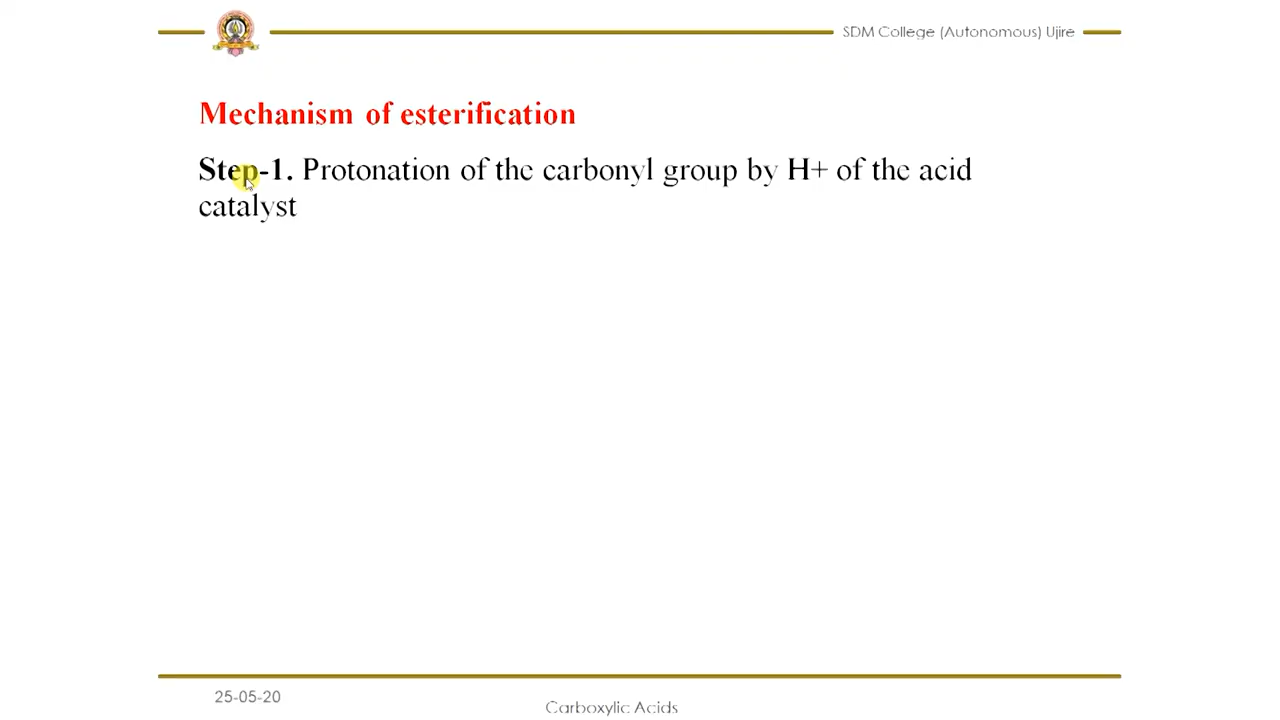 SDM College (Autonomous) Ujire
Mechanism of esterification
Step-1. Protonation of the carbonyl group by H+ of the acid
catalyst
25-05-20
Carboxylic Acids